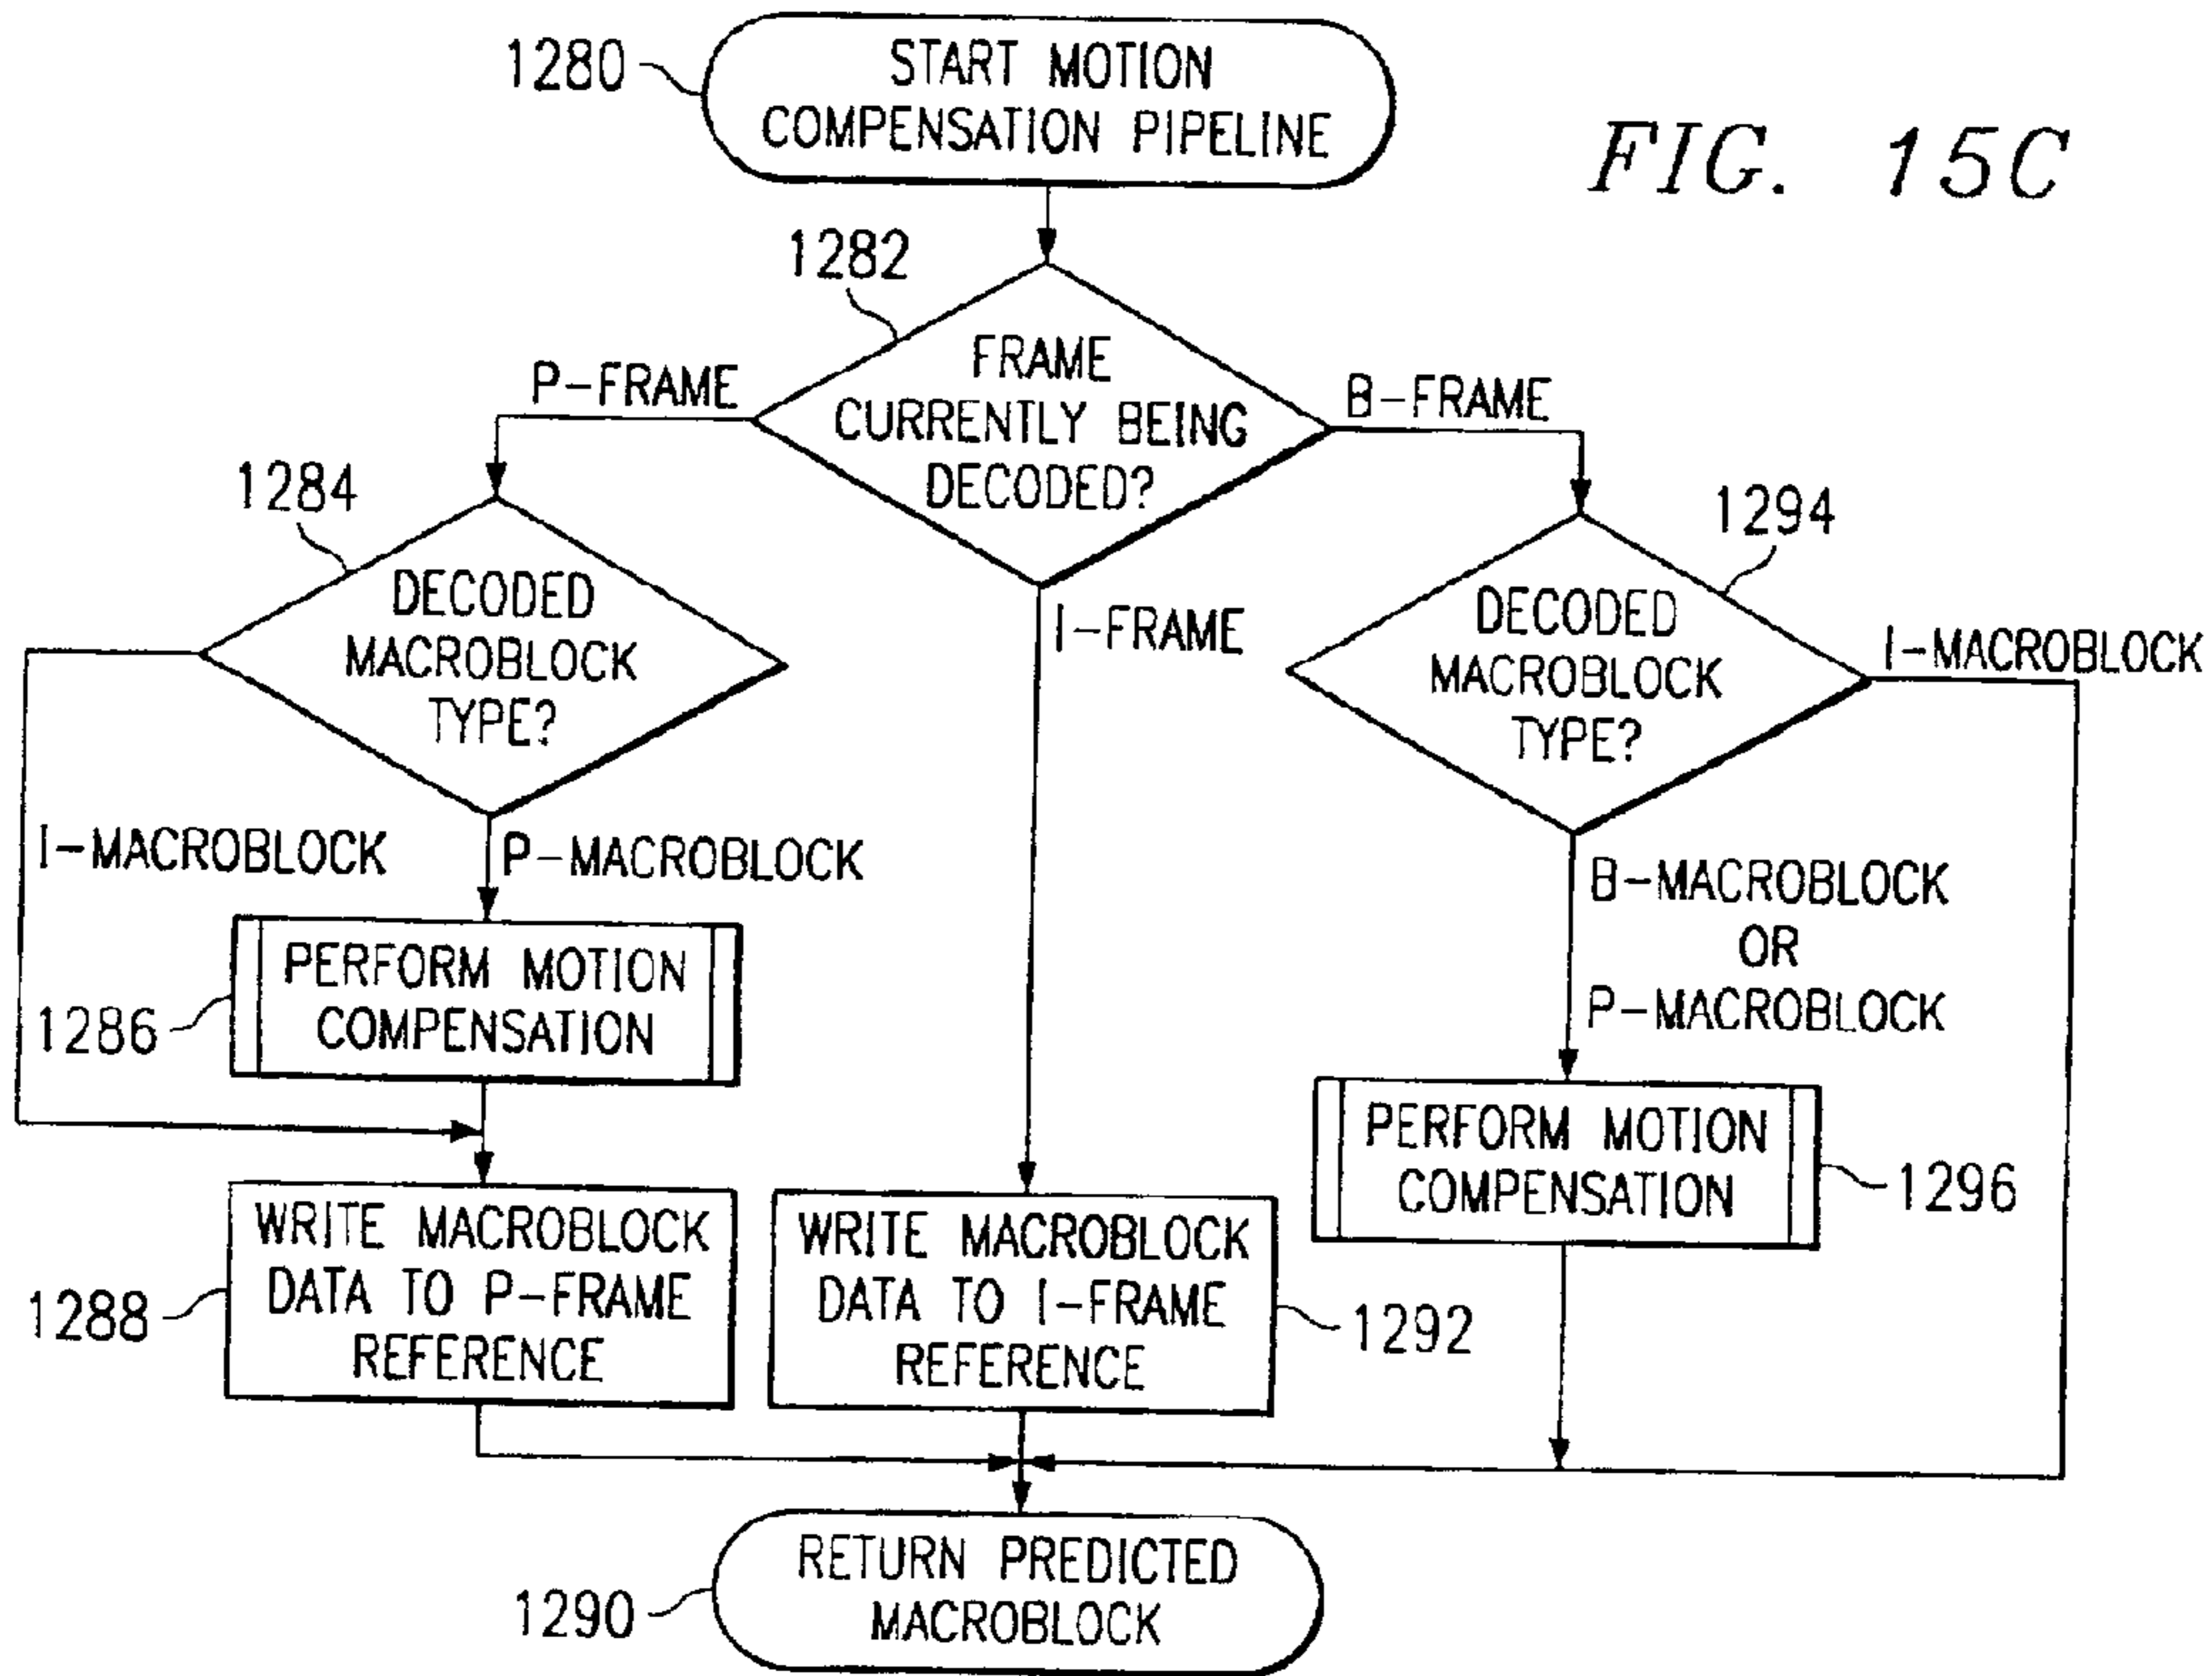 1280
START MOTION
COMPENSATION PIPELINE
FIG. 15C
1282
FRAME
CURRENTLY BEING
DECODED?
P-FRAME
B-FRAME
I-FRAME
1284
DECODED
MACROBLOCK
TYPE?
I-MACROBLOCK
P-MACROBLOCK
1294
DECODED
MACROBLOCK
TYPE?
I-MACROBLOCK
B-MACROBLOCK
OR
P-MACROBLOCK
1286
PERFORM MOTION
COMPENSATION
PERFORM MOTION
COMPENSATION
1296
1288
WRITE MACROBLOCK
DATA TO P-FRAME
REFERENCE
WRITE MACROBLOCK
DATA TO I-FRAME
REFERENCE
1292
1290
RETURN PREDICTED
MACROBLOCK